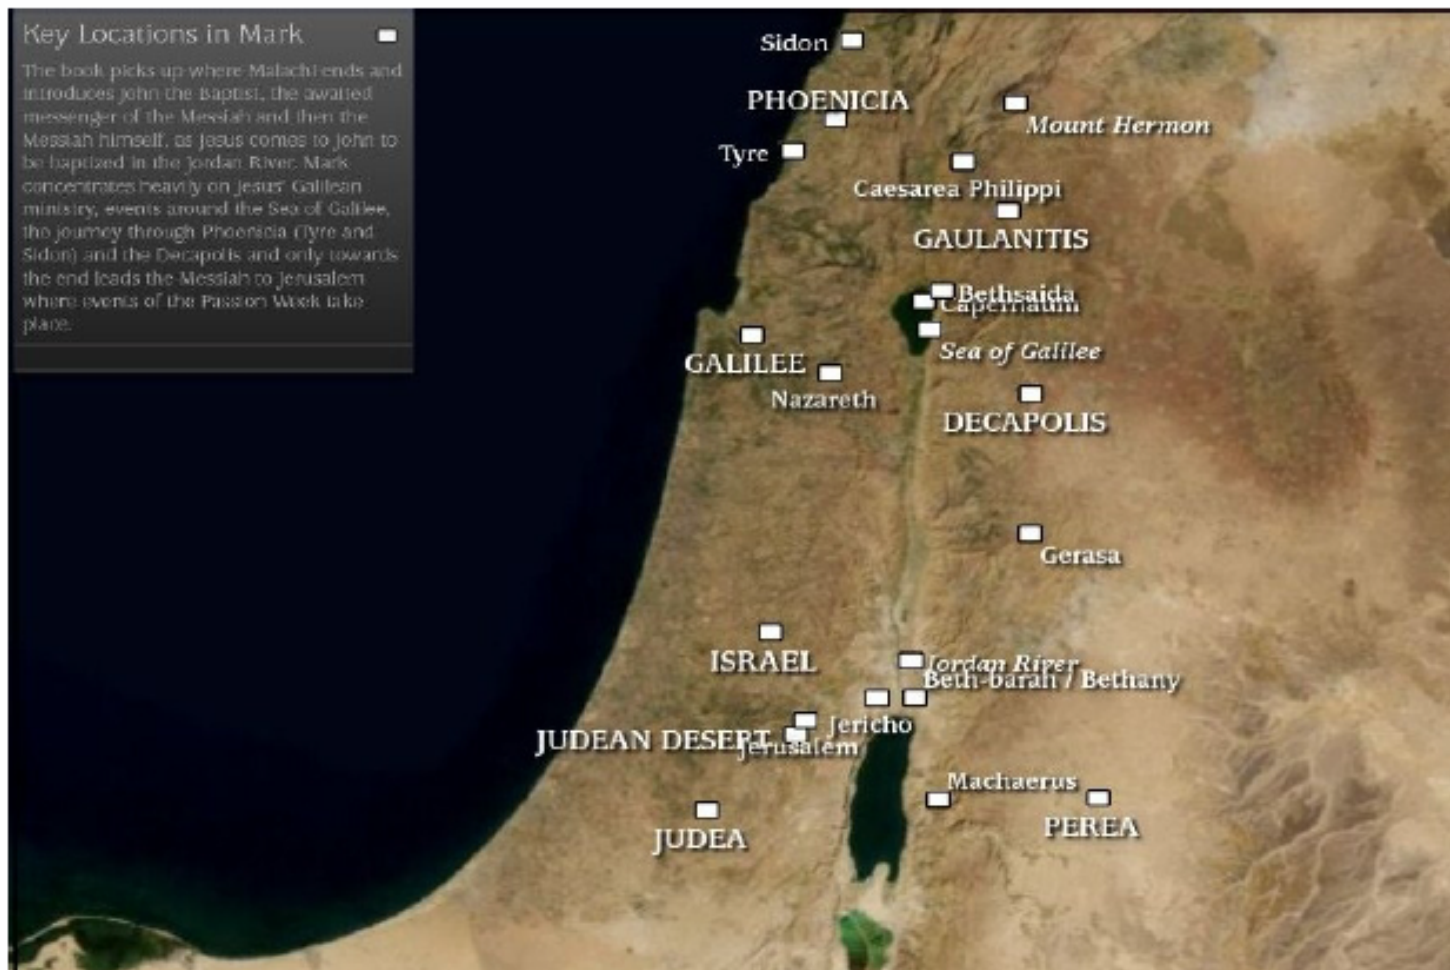 Key Locations in Mark
The book picks up where Malachi ends and
introduces John the Baptist, the awaited
messenger of the Messiah and then the
Messiah himself, as Jesus comes to John to
be baptized in the Jordan River. Mark
concentrates heavily on Jesus' Galilean
ministry, events around the Sea of Galilee,
the journey through Phoenicia (Tyre and
Sidon) and the Decapolis and only towards
the end leads the Messiah to Jerusalem
where events of the Passion Week take
place.
Sidon
PHOENICIA
Mount Hermon
Tyre
Caesarea Philippi
GAULANITIS
Bethsaida
Capernaum
Sea of Galilee
GALILEE
Nazareth
DECAPOLIS
Gerasa
ISRAEL
Jordan River
Beth-barah / Bethany
Jericho
JUDEAN DESERT
Jerusalem
Machaerus
PEREA
JUDEA